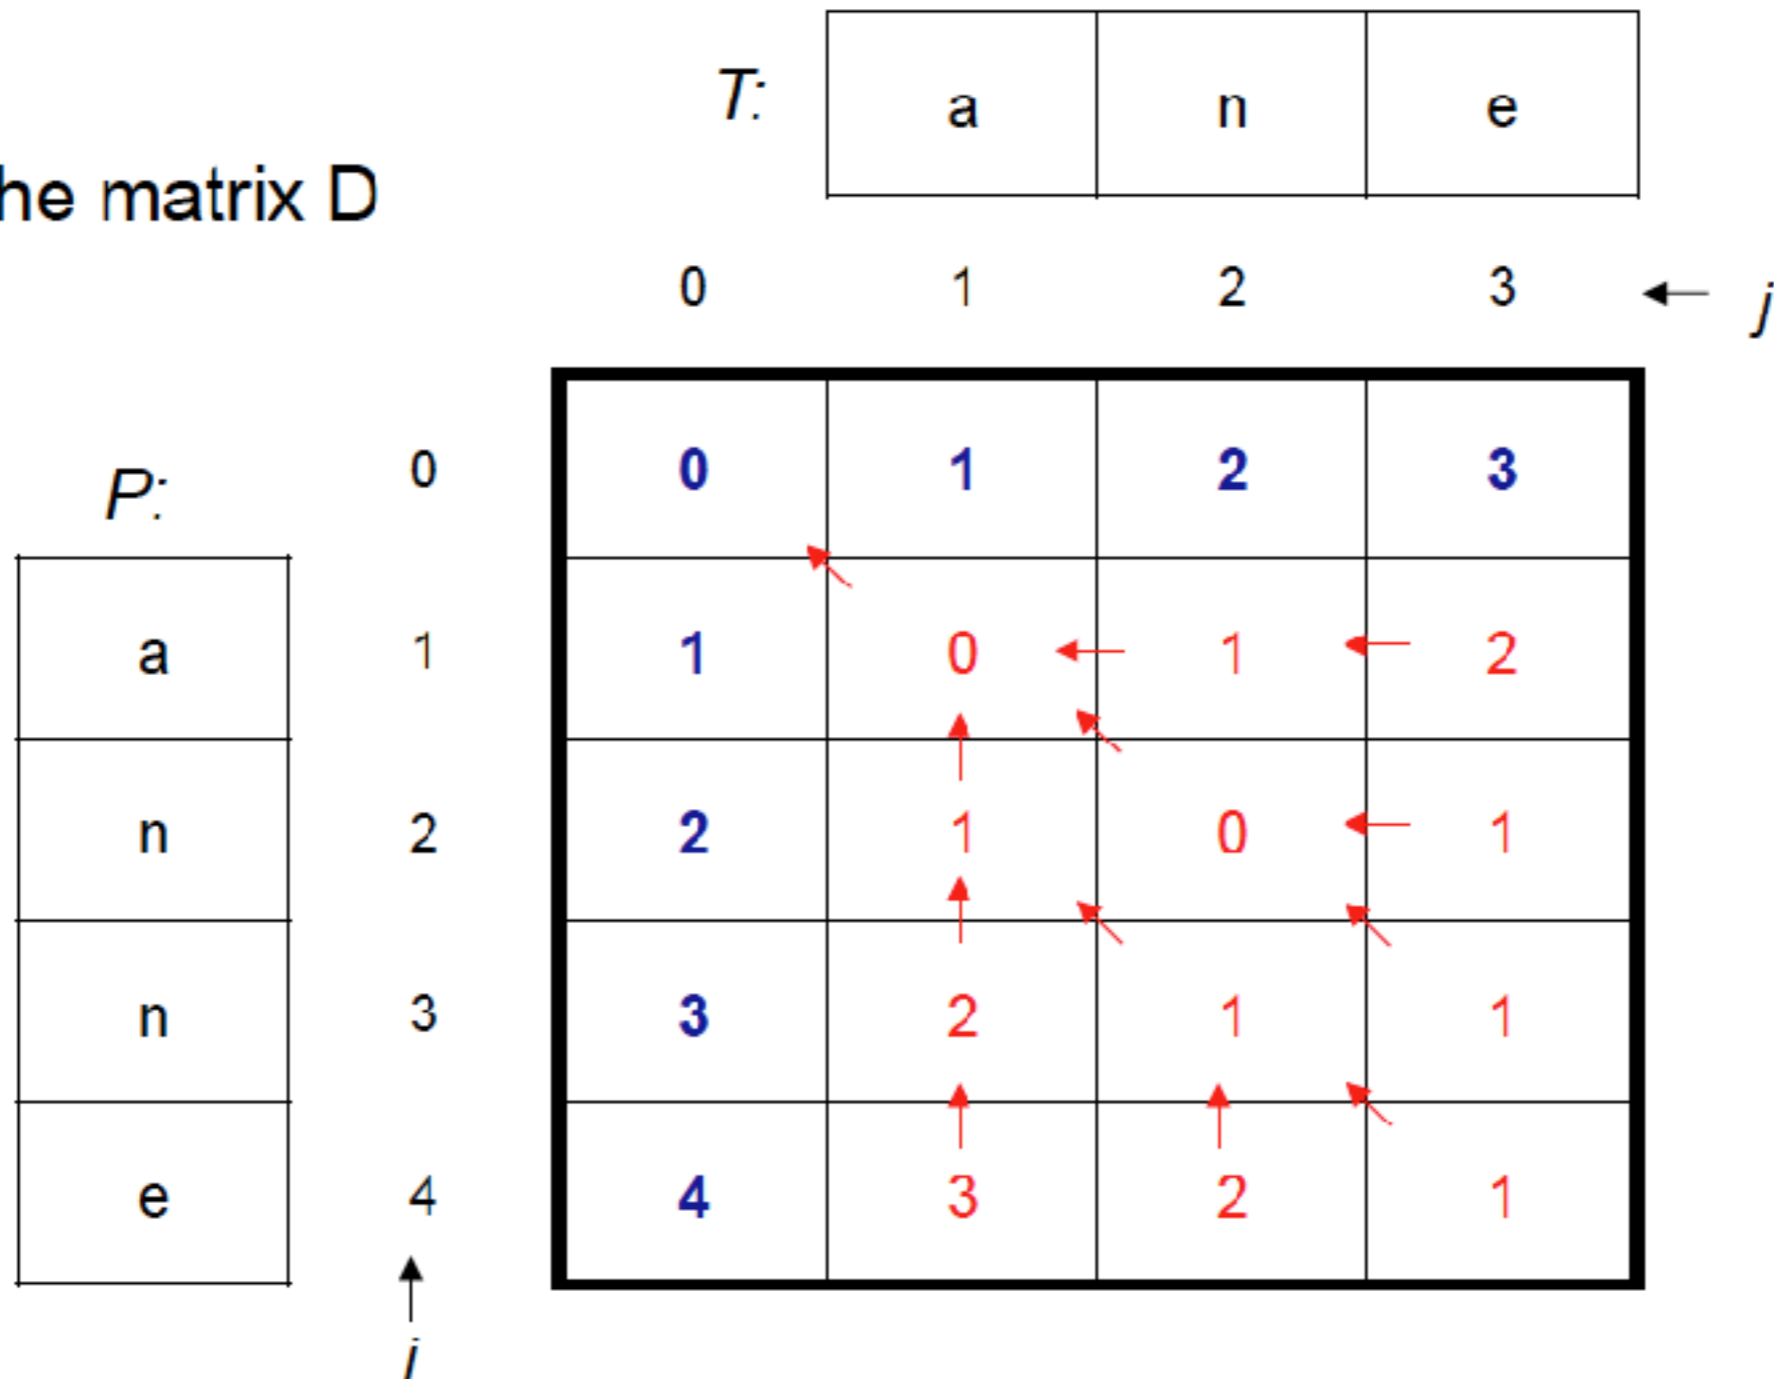 T: a n e
he matrix D
0 1 2 3 j
P: 0 0 1 2 3
a 1 1 0 1 2
n 2 2 1 0 1
n 3 3 2 1 1
e 4 4 3 2 1
i